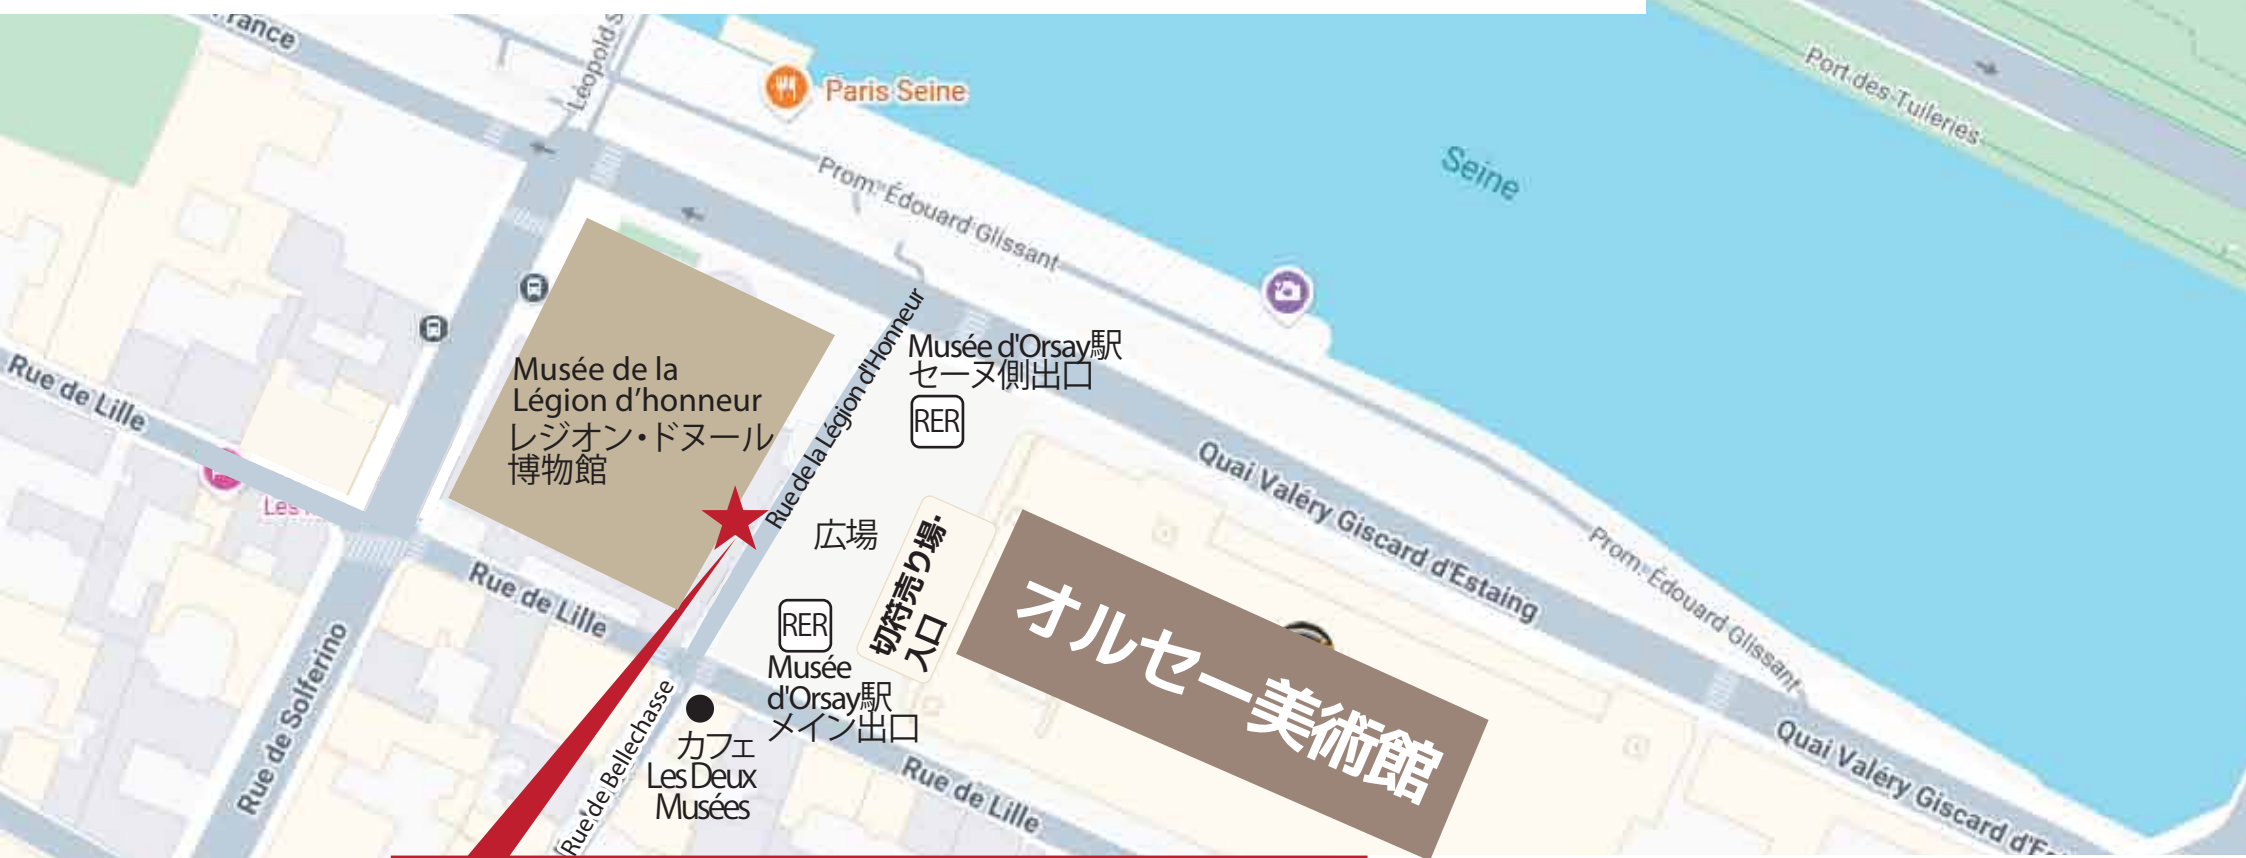 rance
Léopold S
Paris Seine
Port des Tuileries
Seine
Prom. Édouard Glissant
Musée d'Orsay駅
セーヌ側出口
RER
Rue de la Légion d'Honneur
Musée de la
Légion d’honneur
レジオン・ドヌール
博物館
Rue de Lille
Les
Quai Valéry Giscard d'Estaing
広場
切符売り場・
入口
オルセー美術館
Prom. Édouard Glissant
Rue de Lille
RER
Musée
d'Orsay駅
メイン出口
Rue de Solferino
Rue de Bellechasse
カフェ
Les Deux
Musées
Rue de Lille
Quai Valéry Giscard d'Es